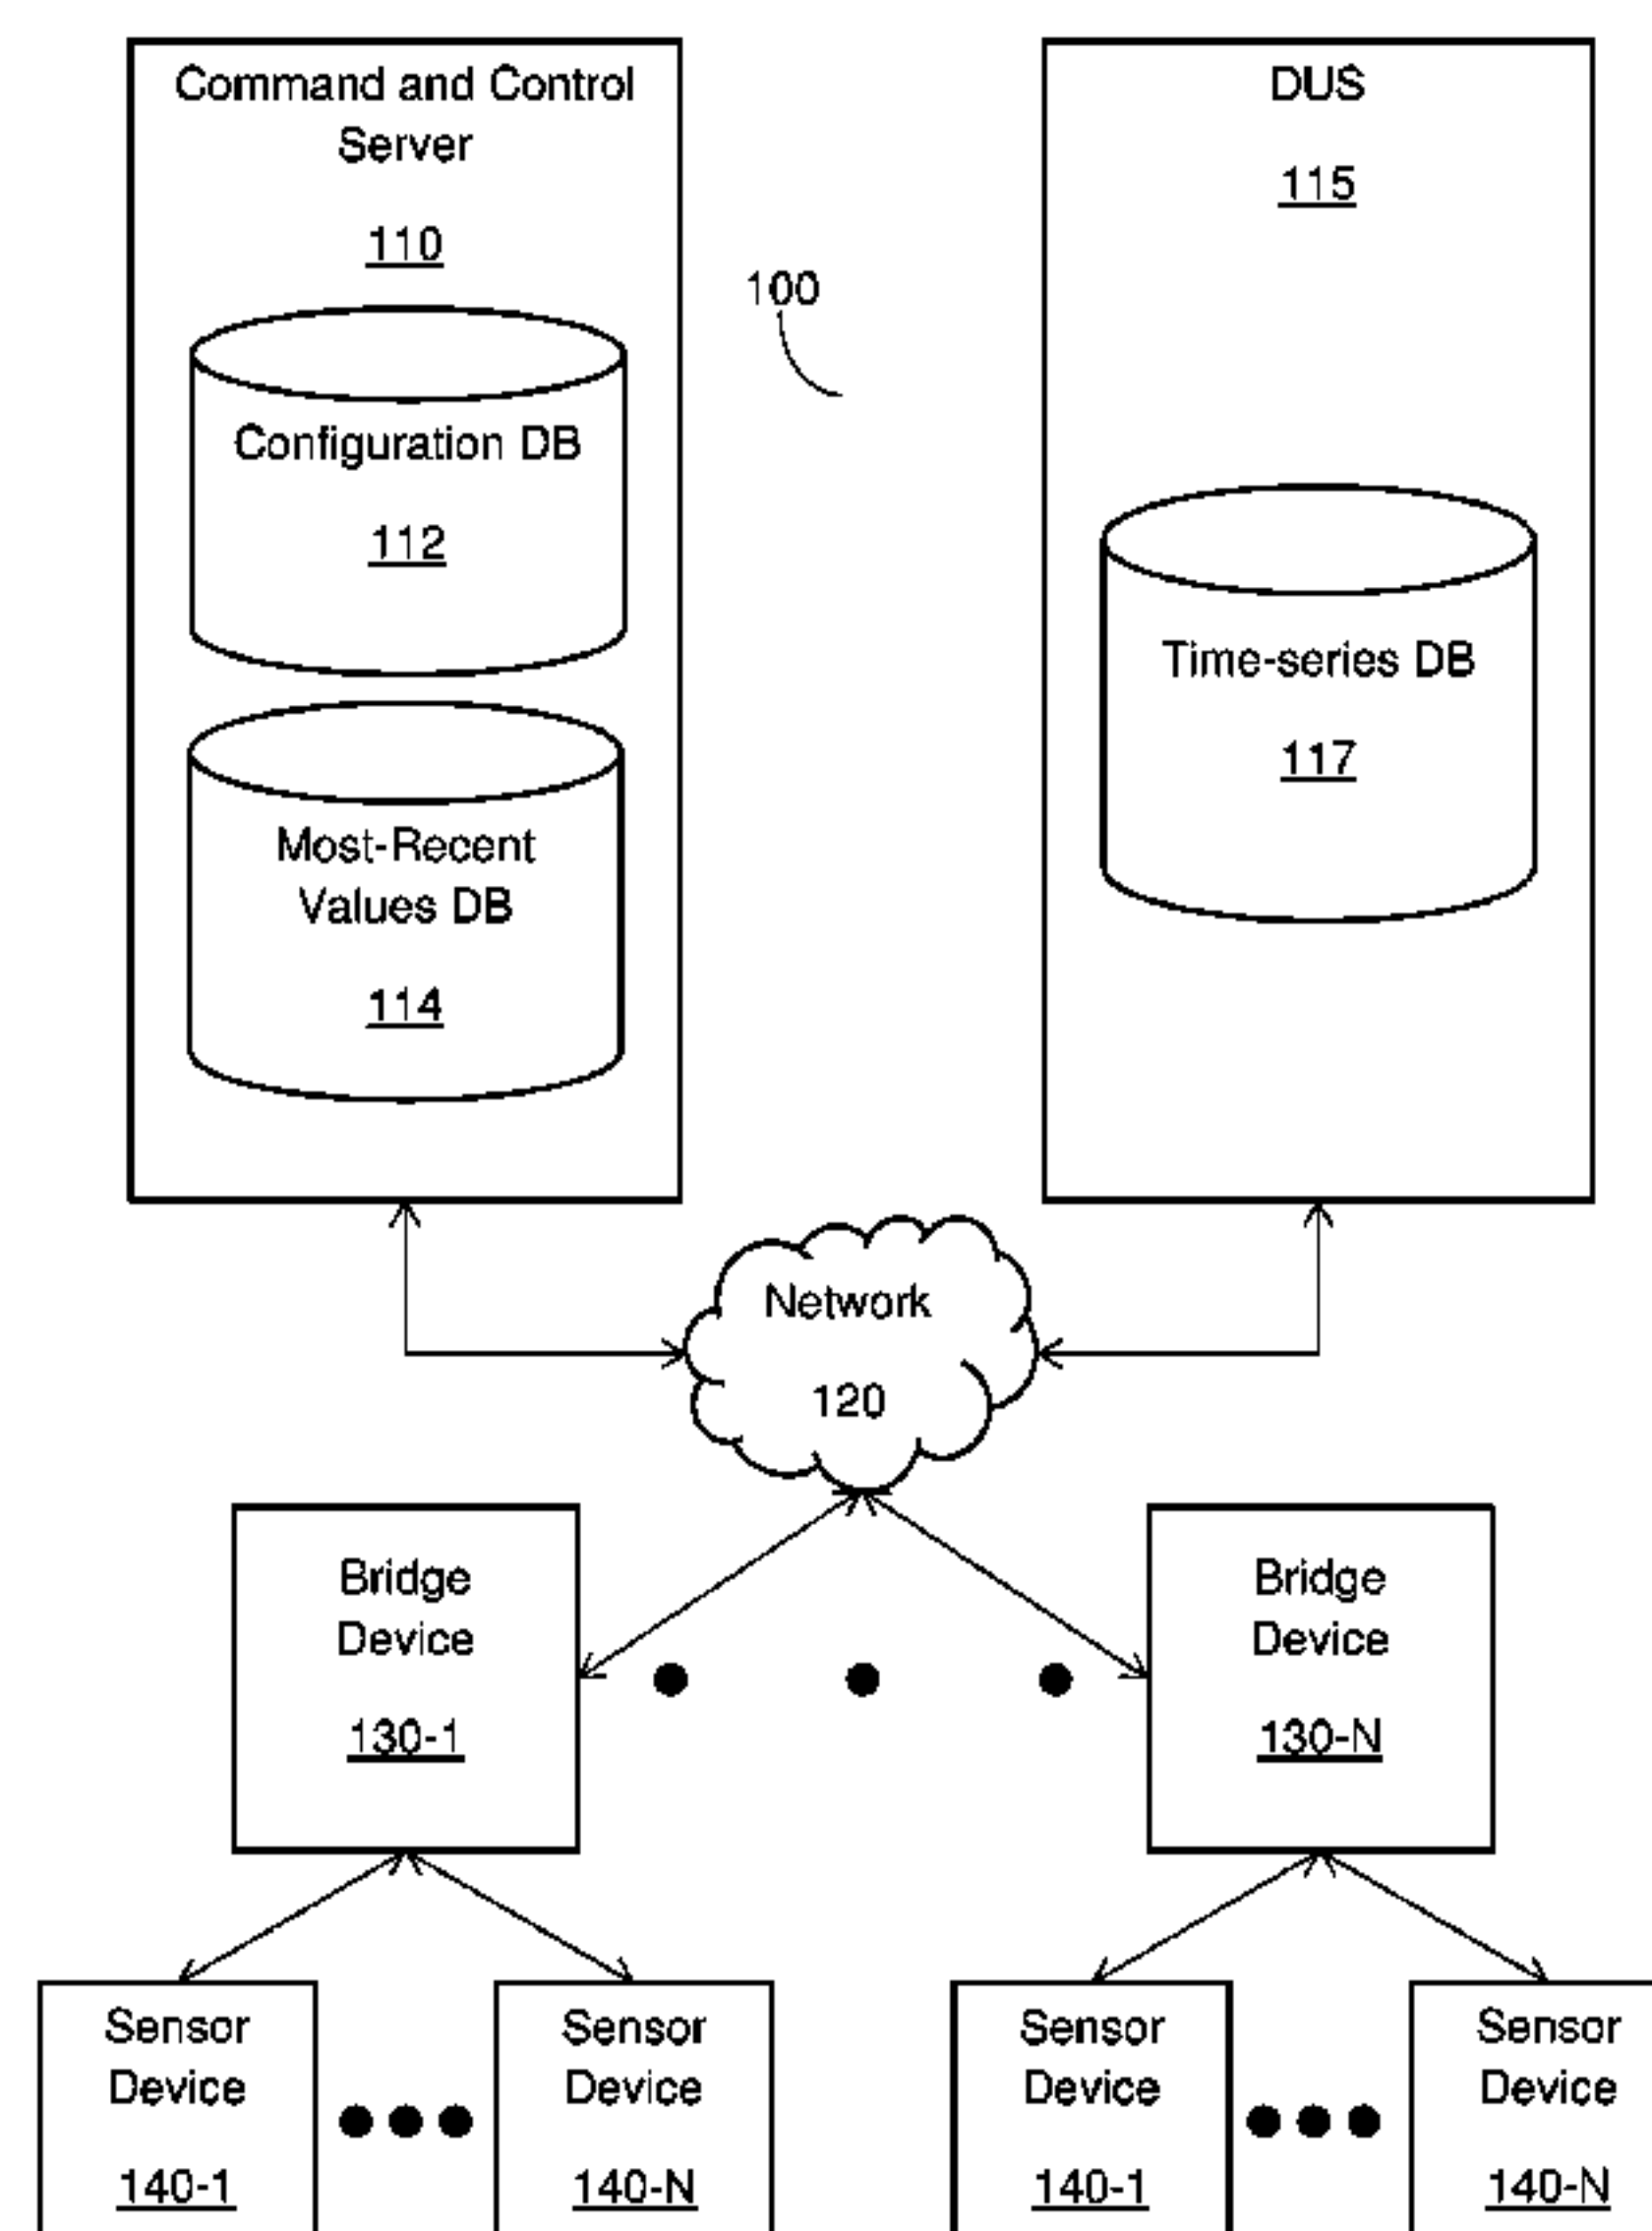 Command and Control
Server
110
Configuration DB
112
Most-Recent
Values DB
114
100
DUS
115
Time-series DB
117
Network
120
Bridge
Device
130-1
Bridge
Device
130-N
Sensor
Device
140-1
Sensor
Device
140-N
Sensor
Device
140-1
Sensor
Device
140-N